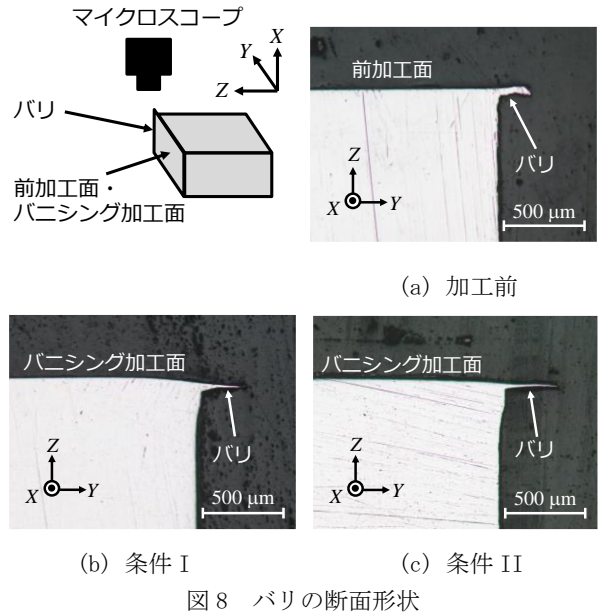 マイクロスコープ
X
Y
Z
バリ
前加工面・
バニシング加工面
前加工面
バリ
Z
X
Y
500 μm
(a) 加工前
バニシング加工面
バリ
Z
X
Y
500 μm
(b) 条件 I
バニシング加工面
バリ
Z
X
Y
500 μm
(c) 条件 II
図 8 バリの断面形状